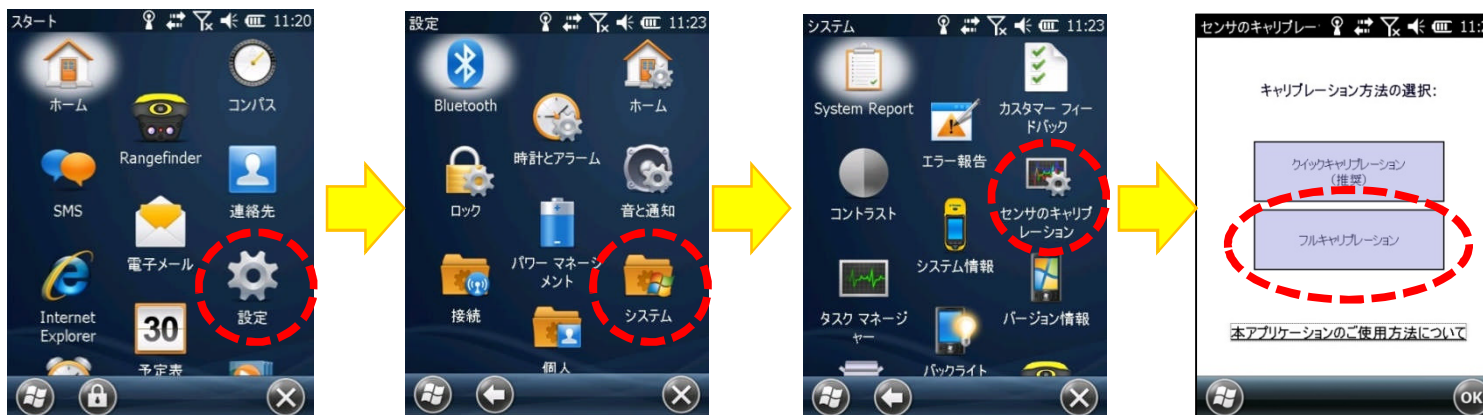 スタート 11:20
ホーム
コンパス
Rangefinder
SMS
連絡先
電子メール
Internet
Explorer
30
設定
予定表
設定 11:23
Bluetooth
ホーム
時計とアラーム
ロック
音と通知
パワー マネージ
メント
接続
システム
個人
システム 11:23
System Report
カスタマー フィー
ドバック
エラー報告
コントラスト
センサのキャリブ
レーション
システム情報
タスク マネージ
ャー
バージョン情報
バックライト
センサのキャリブレー 11:2
キャリブレーション方法の選択:
クイックキャリブレーション
(推奨)
フルキャリブレーション
本アプリケーションのご使用方法について
OK